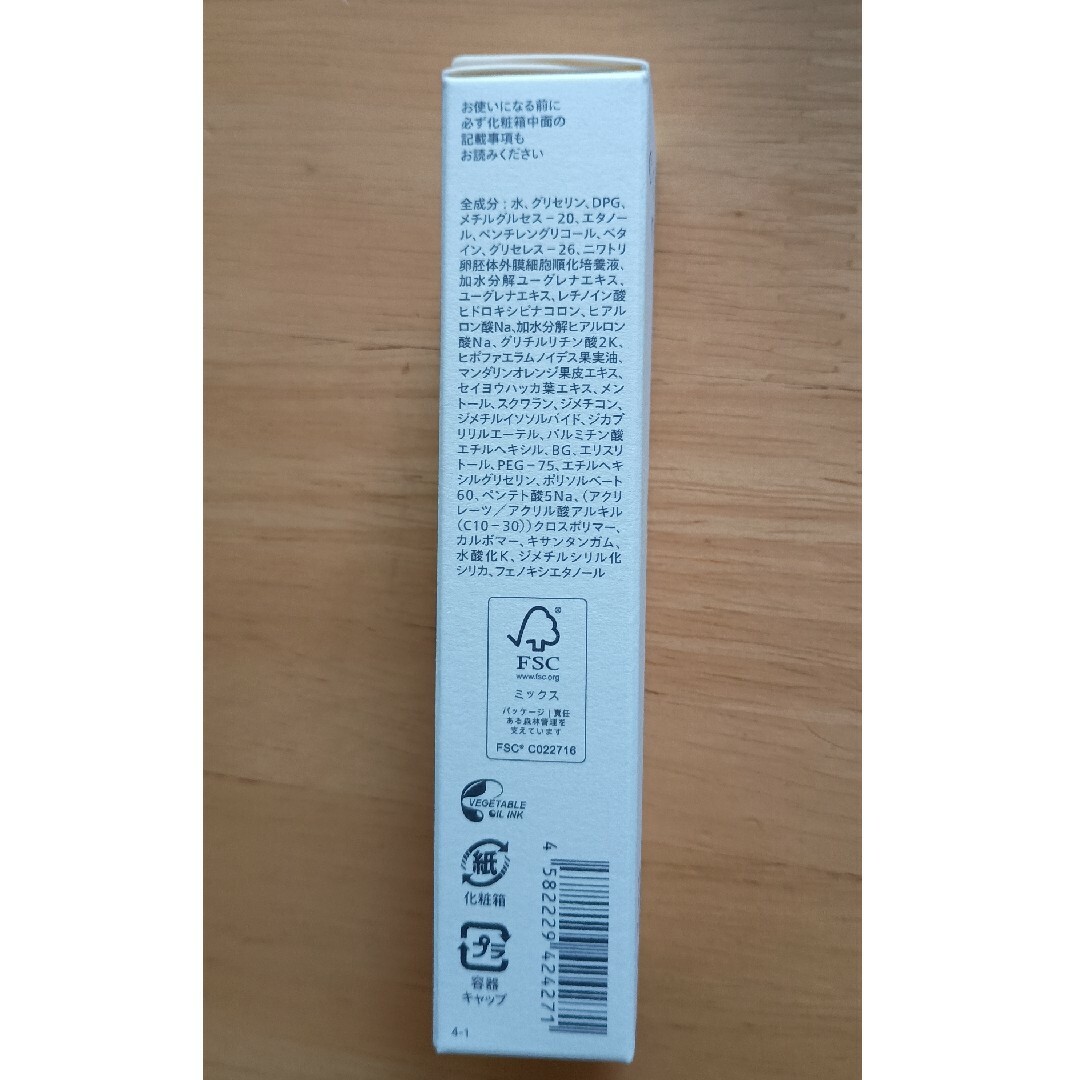 お使いになる前に
必ず化粧箱中面の
記載事項も
お読みください
全成分：水、グリセリン、DPG、
メチルグルセス－20、エタノー
ル、ペンチレングリコール、ベタ
イン、グリセレス－26、ニワトリ
卵胚体外膜細胞順化培養液、
加水分解ユーグレナエキス、
ユーグレナエキス、レチノイン酸
ヒドロキシピナコロン、ヒアル
ロン酸Na、加水分解ヒアルロン
酸Na、グリチルリチン酸2K、
ヒポファエラムノイデス果実油、
マンダリンオレンジ果皮エキス、
セイヨウハッカ葉エキス、メン
トール、スクワラン、ジメチコン、
ジメチルイソソルバイド、ジカプ
リリルエーテル、パルミチン酸
エチルヘキシル、BG、エリスリ
トール、PEG－75、エチルヘキ
シルグリセリン、ポリソルベート
60、ペンテト酸5Na、（アクリ
レーツ／アクリル酸アルキル
（C10－30））クロスポリマー、
カルボマー、キサンタンガム、
水酸化K、ジメチルシリル化
シリカ、フェノキシエタノール
FSC
www.fsc.org
ミックス
パッケージ｜責任
ある森林管理を
支えています
FSC® C022716
VEGETABLE
OIL INK
紙
化粧箱
プラ
容器
キャップ
4-1
4 582229 424271